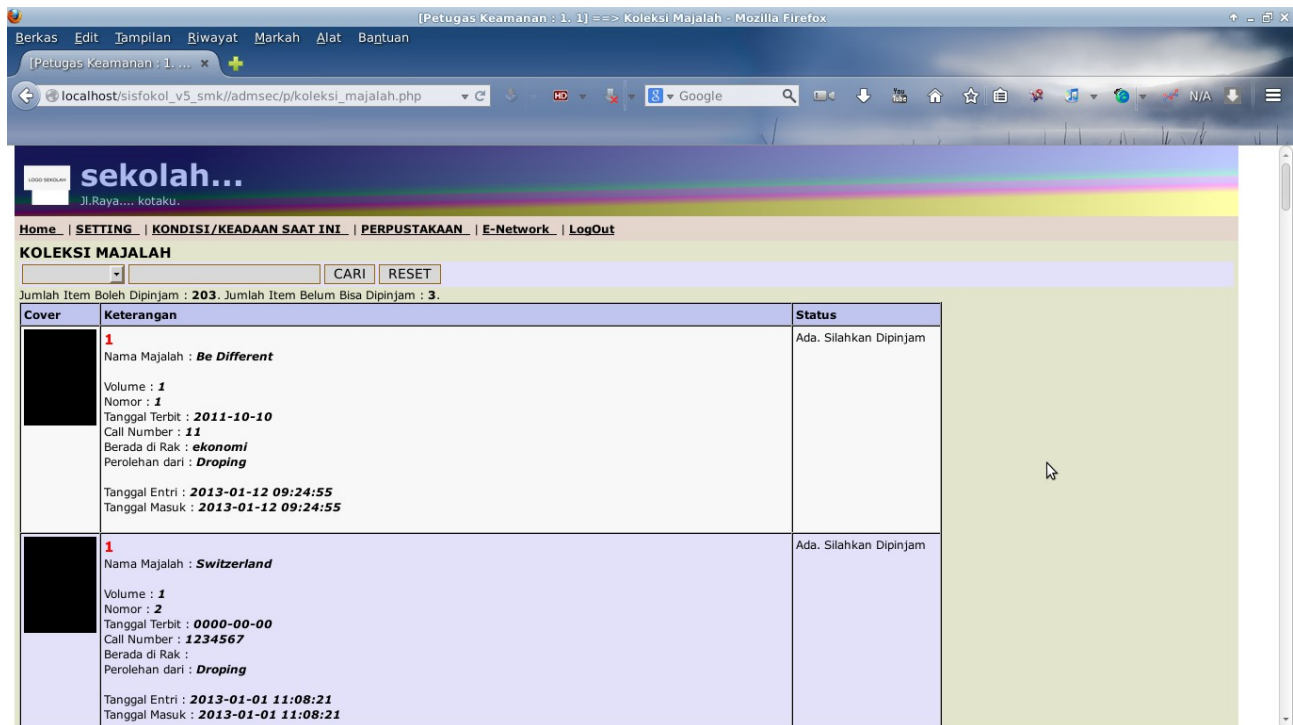 [Petugas Keamanan : 1. 1] ==> Koleksi Majalah - Mozilla Firefox
Berkas Edit Tampilan Riwayat Markah Alat Bantuan
[Petugas Keamanan : 1. ...
localhost/sisfokol_v5_smk//admsec/p/koleksi_majalah.php HD 8 Google You Tube N/A
LOGO SEKOLAH
sekolah...
Jl.Raya.... kotaku.
Home | SETTING | KONDISI/KEADAAN SAAT INI | PERPUSTAKAAN | E-Network | LogOut
KOLEKSI MAJALAH
CARI RESET
Jumlah Item Boleh Dipinjam : 203. Jumlah Item Belum Bisa Dipinjam : 3.
Cover Keterangan Status
1
Ada. Silahkan Dipinjam
Nama Majalah : Be Different
Volume : 1
Nomor : 1
Tanggal Terbit : 2011-10-10
Call Number : 11
Berada di Rak : ekonomi
Perolehan dari : Droping
Tanggal Entri : 2013-01-12 09:24:55
Tanggal Masuk : 2013-01-12 09:24:55
1
Ada. Silahkan Dipinjam
Nama Majalah : Switzerland
Volume : 1
Nomor : 2
Tanggal Terbit : 0000-00-00
Call Number : 1234567
Berada di Rak :
Perolehan dari : Droping
Tanggal Entri : 2013-01-01 11:08:21
Tanggal Masuk : 2013-01-01 11:08:21